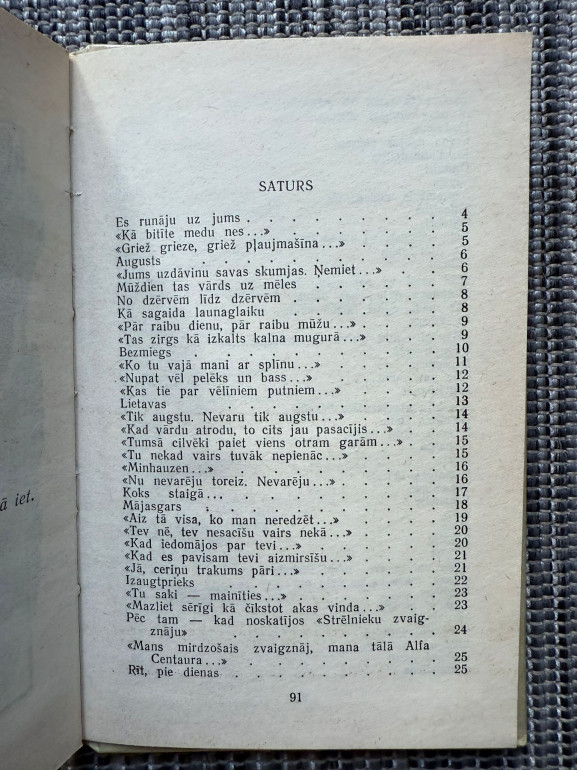 ā iet.
SATURS
Es runāju uz jums . . . . . . . . . 4
«Kā bitīte medu nes...» . . . . . . . 5
«Griež grieze, griež pļaujmašīna...» . . . . 5
Augusts . . . . . . . . . . . 6
«Jums uzdāvinu savas skumjas. Ņemiet...» . . 6
Mūždien tas vārds uz mēles . . . . . . 7
No dzērvēm līdz dzērvēm . . . . . . 8
Kā sagaida launaglaiku . . . . . . . 8
«Pār raibu dienu, pār raibu mūžu...» . . . . 9
«Tas zirgs kā izkalts kalna mugurā...» . . . 9
Bezmiegs . . . . . . . . . . 10
«Ko tu vajā mani ar splīnu...» . . . . . 11
«Nupat vēl pelēks un bass...» . . . . . 12
«Kas tie par vēlīniem putniem...» . . . . 12
Lietavas . . . . . . . . . . . 13
«Tik augstu. Nevaru tik augstu...» . . . . 14
«Kad vārdu atrodu, to cits jau pasacījis...» . . 14
«Tumsā cilvēki paiet viens otram garām...» . 15
«Tu nekad vairs tuvāk nepienāc...» . . . . 15
«Minhauzen...» . . . . . . . . . 16
«Nu nevarēju toreiz. Nevarēju...» . . . . 16
Koks staigā... . . . . . . . . . 17
Mājasgars . . . . . . . . . . 18
«Aiz tā visa, ko man neredzēt...» . . . . 19
«Tev nē, tev nesacīšu vairs nekā...» . . . . 20
«Kad iedomājos par tevi...» . . . . . . 20
«Kad es pavisam tevi aizmirsīšu...» . . . . 21
«Jā, ceriņu trakums pāri...» . . . . . . 21
Izaugtprieks . . . . . . . . . . 22
«Tu saki — mainīties...» . . . . . . . 23
«Mazliet sērīgi kā čikstot akas vinda...» . . . 23
Pēc tam — kad noskatījos «Strēlnieku zvaig-
znāju» . . . . . . . . . . 24
«Mans mirdzošais zvaigznāj, mana tālā Alfa
Centaura...» . . . . . . . . . 25
Rīt, pie dienas . . . . . . . . . 25
91